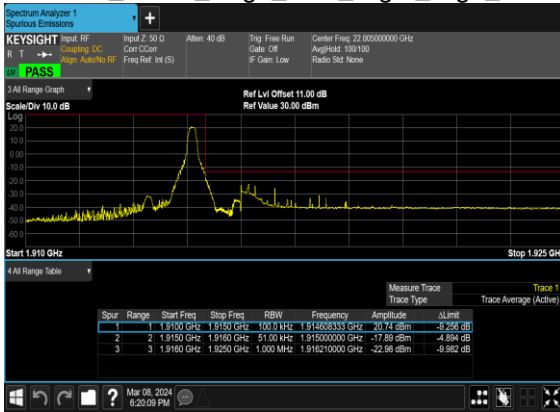 Spectrum Analyzer 1
Spurious Emissions
+
KEYSIGHT Input: RF Input Z: 50 Ω Atten: 40 dB Trig: Free Run Center Freq: 22.005000000 GHz
R T Coupling: DC Corr CCorr Gate: Off Avg|Hold: 100/100
Align: Auto/No RF Freq Ref: Int (S) IF Gain: Low Radio Std: None
PASS
3 All Range Graph
Ref Lvl Offset 11.00 dB
Scale/Div 10.0 dB Ref Value 30.00 dBm
Log
20.0
10.0
0.00
-10.0
-20.0
-30.0
-40.0
-50.0
-60.0
Start 1.910 GHz Stop 1.925 GH
4 All Range Table
Measure Trace Trace 1
Trace Type Trace Average (Active)
Spur Range Start Freq Stop Freq RBW Frequency Amplitude ΔLimit
1 1 1.9100 GHz 1.9150 GHz 100.0 kHz 1.914608333 GHz 20.74 dBm -9.256 dB
2 2 1.9150 GHz 1.9160 GHz 51.00 kHz 1.915000000 GHz -17.89 dBm -4.894 dB
3 3 1.9160 GHz 1.9250 GHz 1.000 MHz 1.916210000 GHz -22.98 dBm -9.982 dB
? Mar 08, 2024
6:20:09 PM